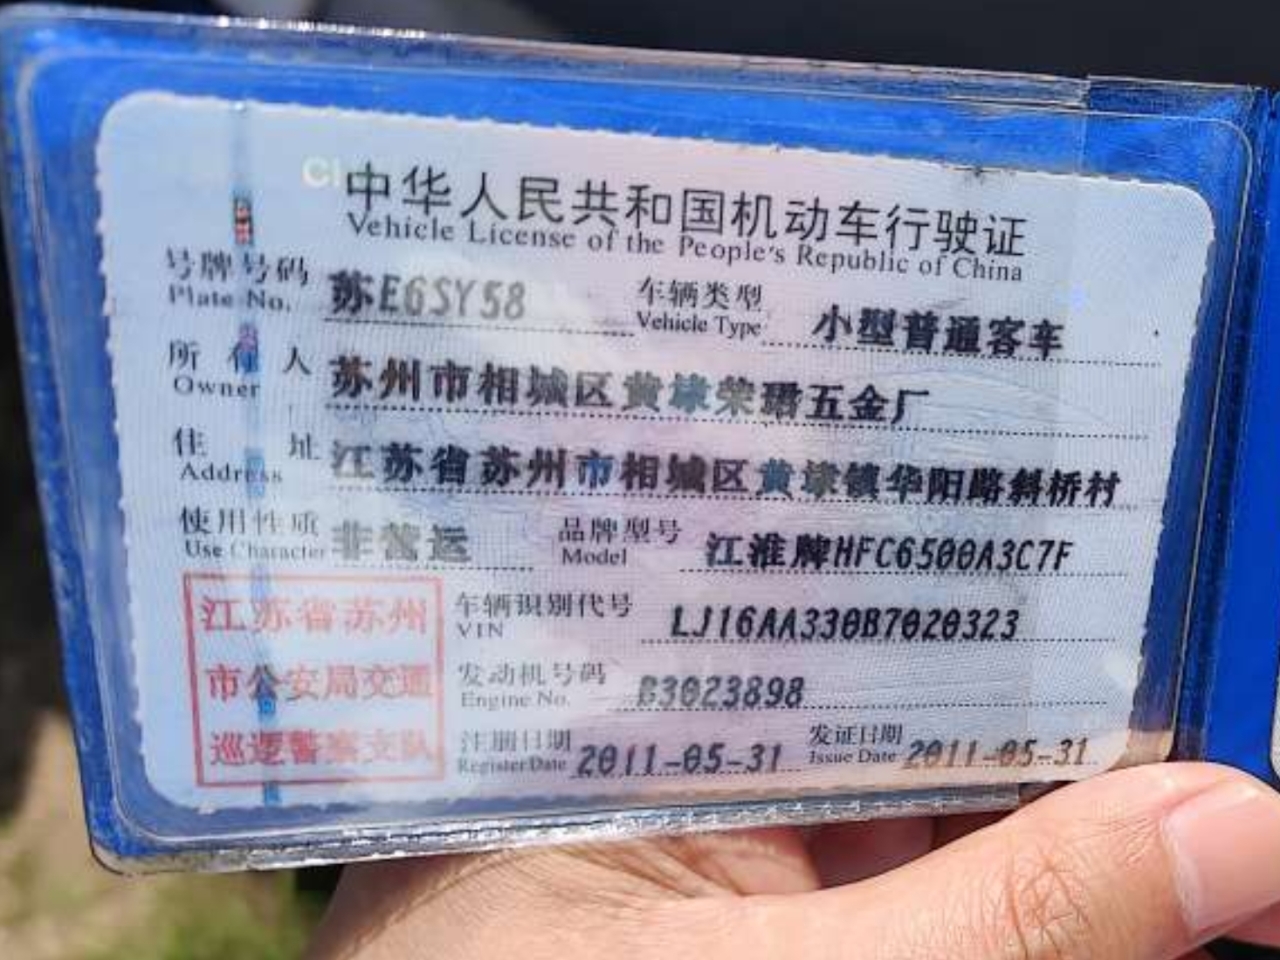 中华人民共和国机动车行驶证
Vehicle License of the People's Republic of China
号牌号码 苏EGSY58 车辆类型 小型普通客车
Plate No. Vehicle Type
所有人 苏州市相城区黄埭荣珺五金厂
Owner
住址 江苏省苏州市相城区黄埭镇华阳路斜桥村
Address
使用性质 非营运 品牌型号 江淮牌HFC6500A3C7F
Use Character Model
江苏省苏州
市公安局交通
巡逻警察支队
车辆识别代号 LJ16AA330B7020323
VIN
发动机号码 B3023898
Engine No.
注册日期 2011-05-31 发证日期 2011-05-31
Register Date Issue Date